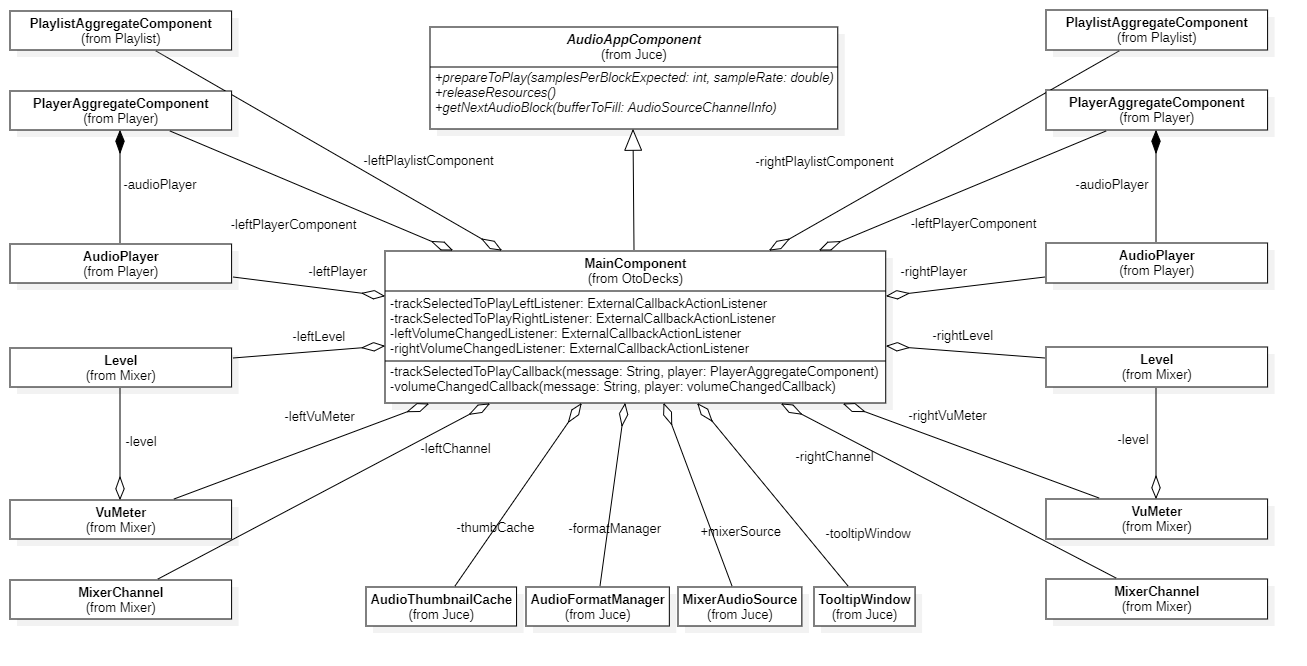 PlaylistAggregateComponent
(from Playlist)
PlayerAggregateComponent
(from Player)
-audioPlayer
AudioPlayer
(from Player)
Level
(from Mixer)
-level
VuMeter
(from Mixer)
MixerChannel
(from Mixer)
AudioAppComponent
(from Juce)
+prepareToPlay(samplesPerBlockExpected: int, sampleRate: double)
+releaseResources()
+getNextAudioBlock(bufferToFill: AudioSourceChannelInfo)
-leftPlaylistComponent
-leftPlayerComponent
-leftPlayer
-leftLevel
-leftVuMeter
-leftChannel
MainComponent
(from OtoDecks)
-trackSelectedToPlayLeftListener: ExternalCallbackActionListener
-trackSelectedToPlayRightListener: ExternalCallbackActionListener
-leftVolumeChangedListener: ExternalCallbackActionListener
-rightVolumeChangedListener: ExternalCallbackActionListener
-trackSelectedToPlayCallback(message: String, player: PlayerAggregateComponent)
-volumeChangedCallback(message: String, player: volumeChangedCallback)
-thumbCache
-formatManager
+mixerSource
-tooltipWindow
AudioThumbnailCache
(from Juce)
AudioFormatManager
(from Juce)
MixerAudioSource
(from Juce)
TooltipWindow
(from Juce)
-rightPlaylistComponent
-leftPlayerComponent
-rightPlayer
-rightLevel
-rightVuMeter
-rightChannel
PlaylistAggregateComponent
(from Playlist)
PlayerAggregateComponent
(from Player)
-audioPlayer
AudioPlayer
(from Player)
Level
(from Mixer)
-level
VuMeter
(from Mixer)
MixerChannel
(from Mixer)